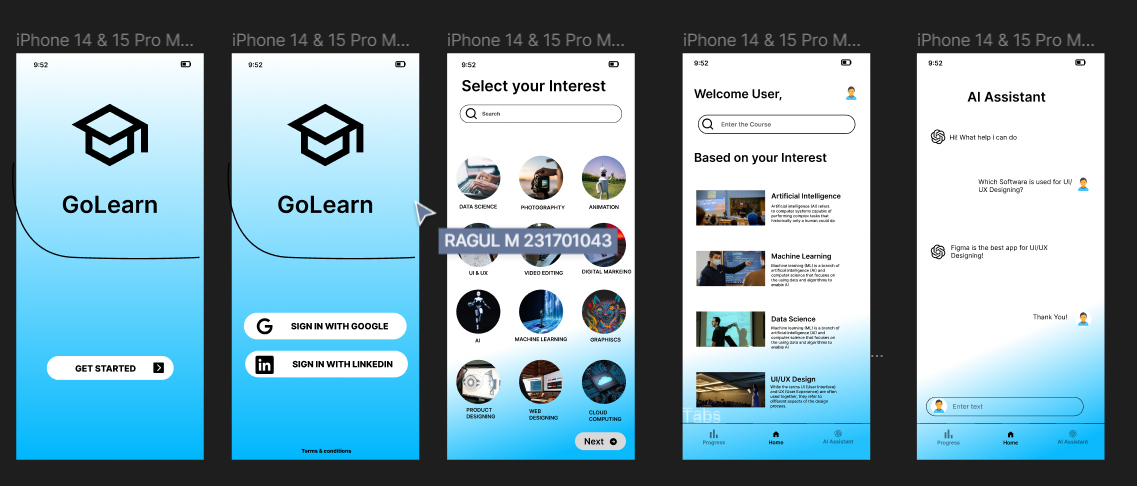 iPhone 14 & 15 Pro M...
9:52
GoLearn
GET STARTED
iPhone 14 & 15 Pro M...
9:52
GoLearn
SIGN IN WITH GOOGLE
in SIGN IN WITH LINKEDIN
Terms & conditions
RAGUL M 231701043
iPhone 14 & 15 Pro M...
9:52
Select your Interest
Search
DATA SCIENCE
PHOTOGRAPHTY
ANIMATION
UI & UX
VIDEO EDITING
DIGITAL MARKEING
AI
MACHINE LEARNING
GRAPHISCS
PRODUCT
DESIGNING
WEB
DESIGNING
CLOUD
COMPUTING
Next
iPhone 14 & 15 Pro M...
9:52
Welcome User,
Enter the Course
Based on your Interest
Artificial Intelligence
Artificial intelligence (AI) refers
to computer systems capable of
performing complex tasks that
historically only a human could do
Machine Learning
Machine learning (ML) is a branch of
artificial intelligence (AI) and
computer science that focuses on
the using data and algorithms to
enable AI
Data Science
Machine learning (ML) is a branch of
artificial intelligence (AI) and
computer science that focuses on
the using data and algorithms to
enable AI
UI/UX Design
While the terms UI (User Interface)
and UX (User Experience) are often
used together, they refer to
different aspects of the design
process.
Tabs
Progress
Home
AI Assistant
...
iPhone 14 & 15 Pro M...
9:52
AI Assistant
Hi! What help i can do
Which Software is used for UI/
UX Designing?
Figma is the best app for UI/UX
Designing!
Thank You!
Enter text
Progress
Home
AI Assistant